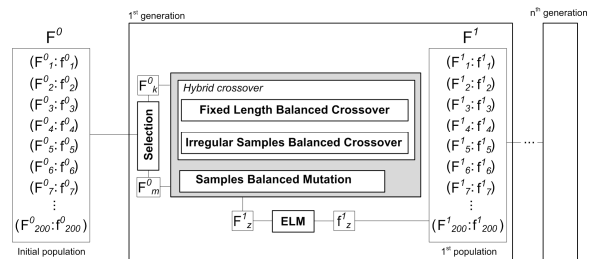 1st generation
nth generation
F0
(F01:f01)
(F02:f02)
(F03:f03)
(F04:f04)
(F05:f05)
(F06:f06)
(F07:f07)
⋮
(F0200:f0200)
Initial population
Selection
F0k
F0m
Hybrid crossover
Fixed Length Balanced Crossover
Irregular Samples Balanced Crossover
Samples Balanced Mutation
F1z
ELM
f1z
F1
(F11:f11)
(F12:f12)
(F13:f13)
(F14:f14)
(F15:f15)
(F16:f16)
(F17:f17)
⋮
(F1200:f1200)
1st population
...